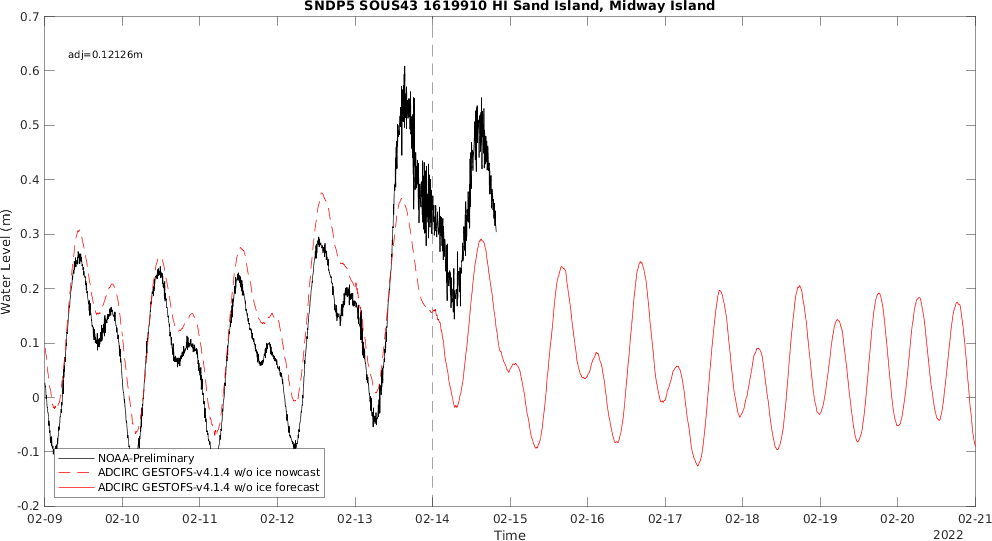 SNDP5 SOUS43 1619910 HI Sand Island, Midway Island
adj=0.12126m
0.7
0.6
0.5
0.4
0.3
0.2
0.1
0
-0.1
-0.2
Water Level (m)
NOAA-Preliminary
ADCIRC GESTOFS-v4.1.4 w/o ice nowcast
ADCIRC GESTOFS-v4.1.4 w/o ice forecast
02-09 02-10 02-11 02-12 02-13 02-14 02-15 02-16 02-17 02-18 02-19 02-20 02-21
Time
2022